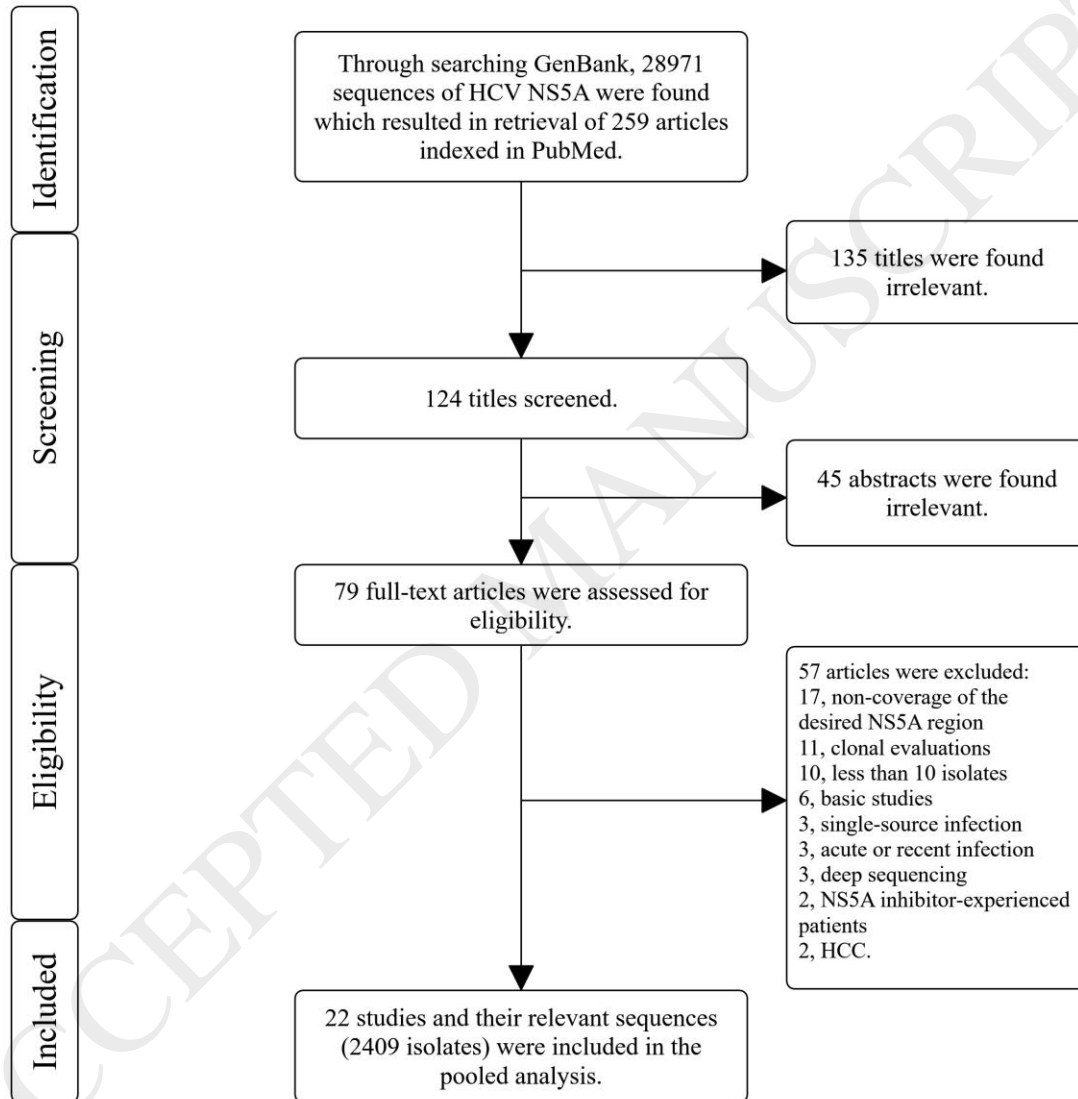 Identification
Through searching GenBank, 28971
sequences of HCV NS5A were found
which resulted in retrieval of 259 articles
indexed in PubMed.
135 titles were found
irrelevant.
Screening
124 titles screened.
45 abstracts were found
irrelevant.
Eligibility
79 full-text articles were assessed for
eligibility.
57 articles were excluded:
17, non-coverage of the
desired NS5A region
11, clonal evaluations
10, less than 10 isolates
6, basic studies
3, single-source infection
3, acute or recent infection
3, deep sequencing
2, NS5A inhibitor-experienced
patients
2, HCC.
Included
22 studies and their relevant sequences
(2409 isolates) were included in the
pooled analysis.
CCEPTED MANUSCRIPT